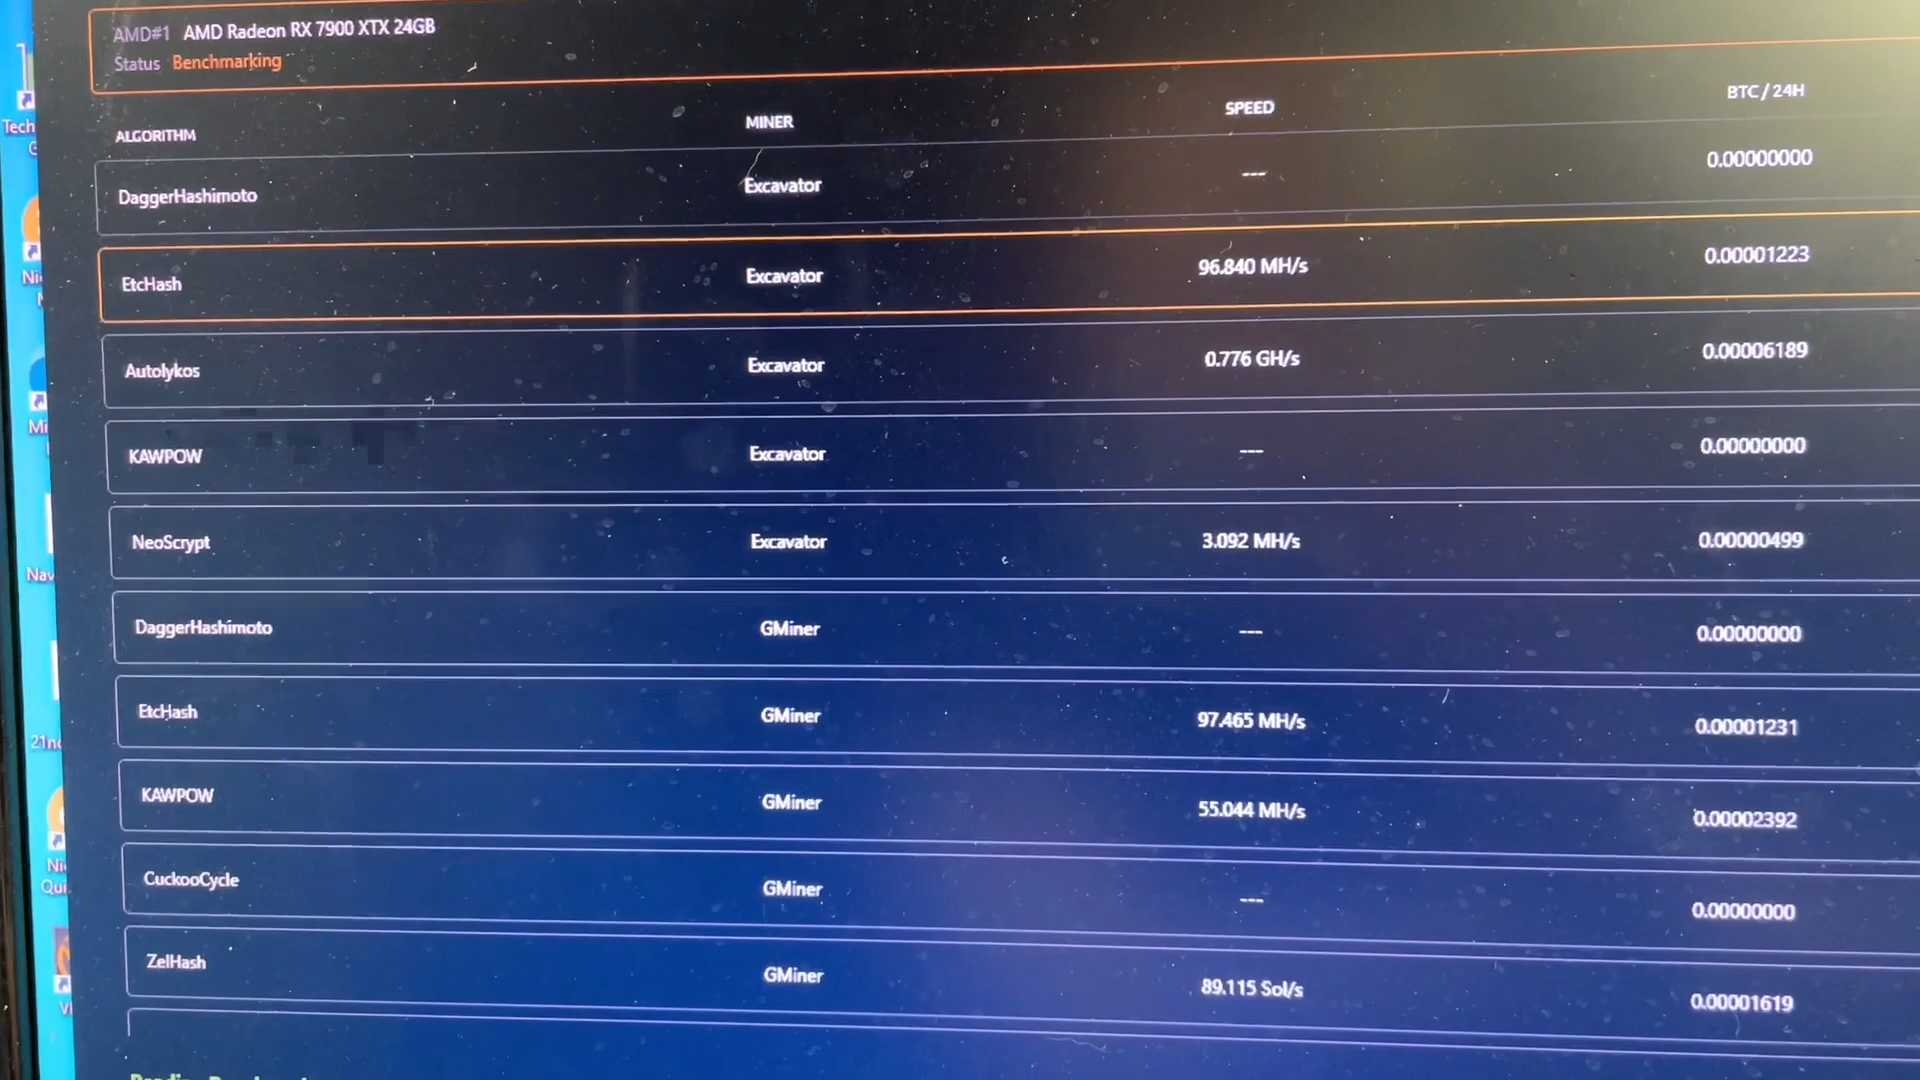 AMD#1 AMD Radeon RX 7900 XTX 24GB
Status Benchmarking
ALGORITHM MINER SPEED BTC / 24H
DaggerHashimoto Excavator --- 0.00000000
EtcHash Excavator 96.840 MH/s 0.00001223
Autolykos Excavator 0.776 GH/s 0.00006189
KAWPOW Excavator --- 0.00000000
NeoScrypt Excavator 3.092 MH/s 0.00000499
DaggerHashimoto GMiner --- 0.00000000
EtcHash GMiner 97.465 MH/s 0.00001231
KAWPOW GMiner 55.044 MH/s 0.00002392
CuckooCycle GMiner --- 0.00000000
ZelHash GMiner 89.115 Sol/s 0.00001619
Tech